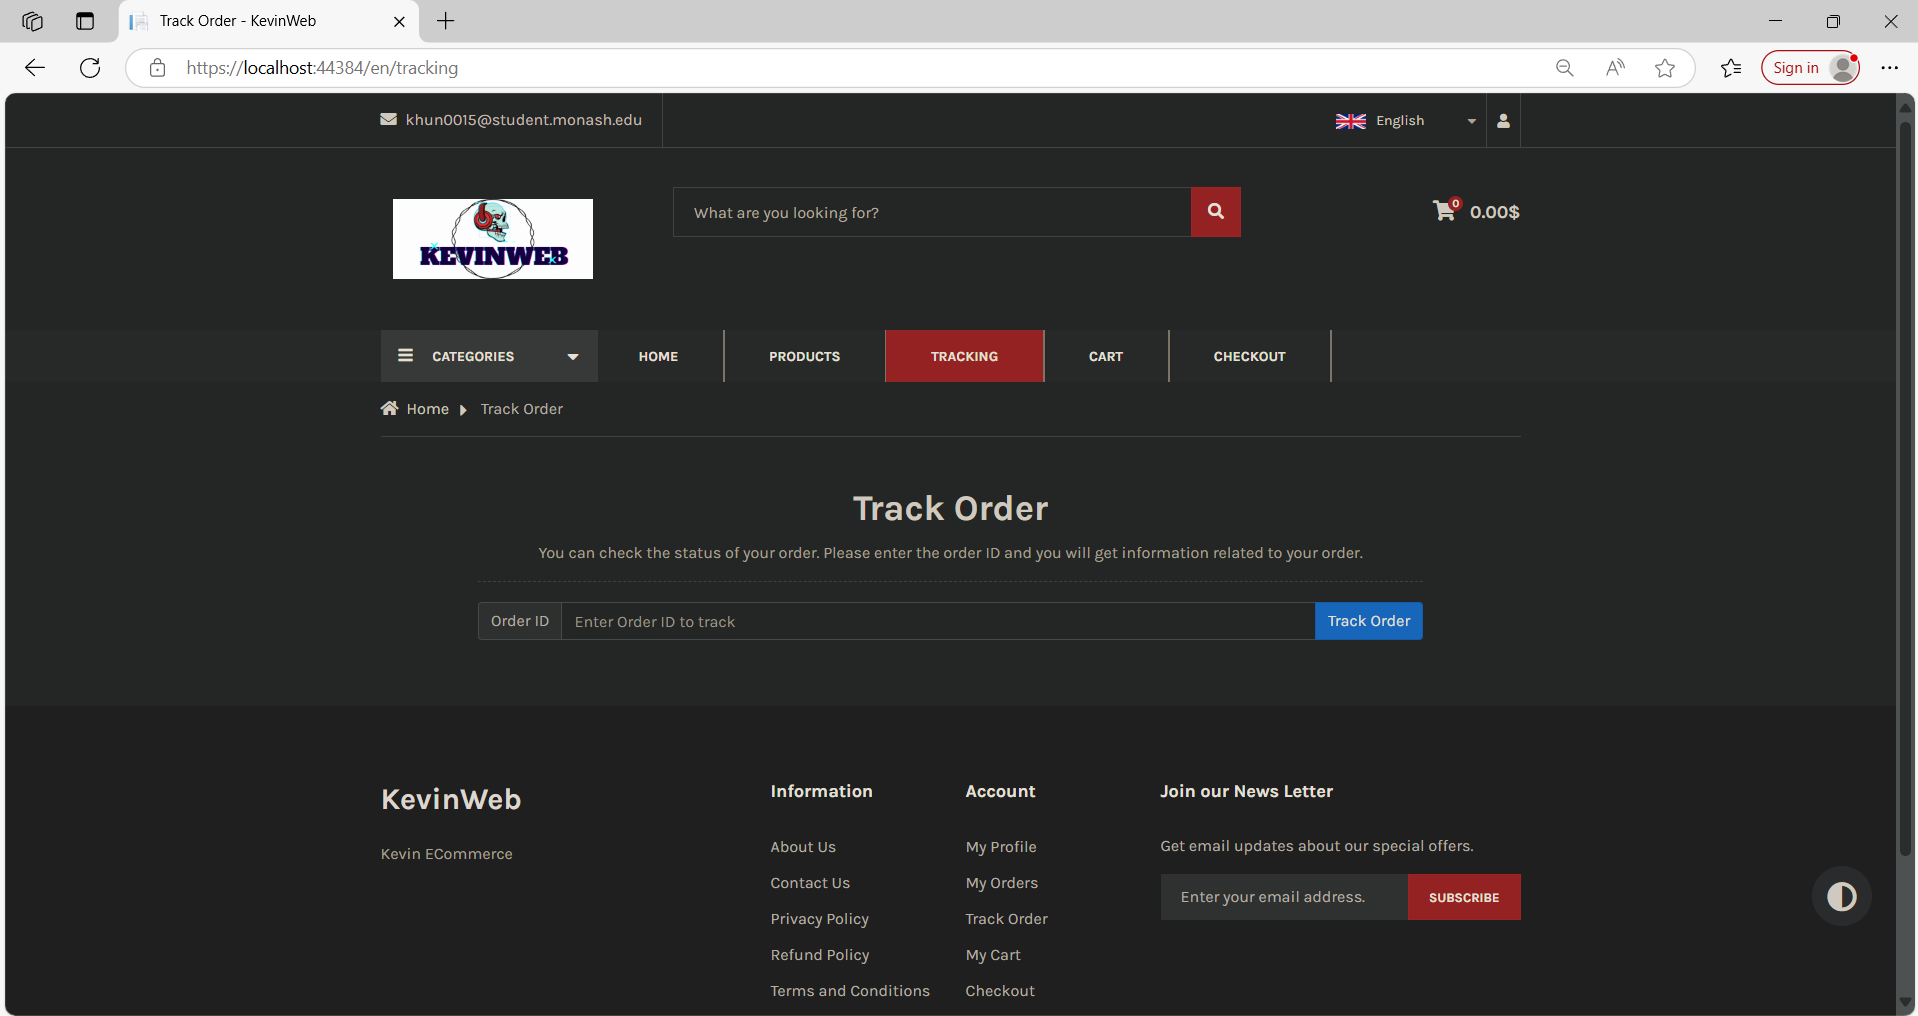 Track Order - KevinWeb
https://localhost:44384/en/tracking
Sign in
khun0015@student.monash.edu
English
KEVINWEB
What are you looking for?
0
0.00$
CATEGORIES
HOME
PRODUCTS
TRACKING
CART
CHECKOUT
Home
Track Order
Track Order
You can check the status of your order. Please enter the order ID and you will get information related to your order.
Order ID
Enter Order ID to track
Track Order
KevinWeb
Kevin ECommerce
Information
About Us
Contact Us
Privacy Policy
Refund Policy
Terms and Conditions
Account
My Profile
My Orders
Track Order
My Cart
Checkout
Join our News Letter
Get email updates about our special offers.
Enter your email address.
SUBSCRIBE